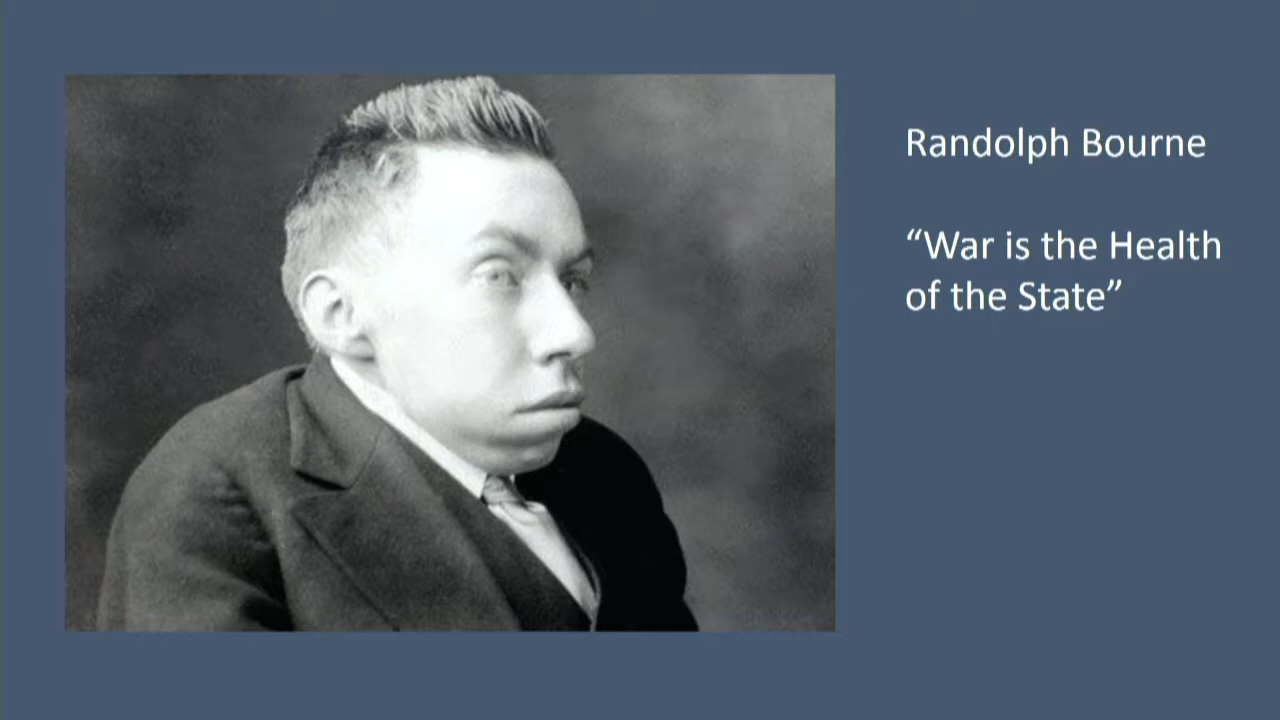 Randolph Bourne
“War is the Health
of the State”